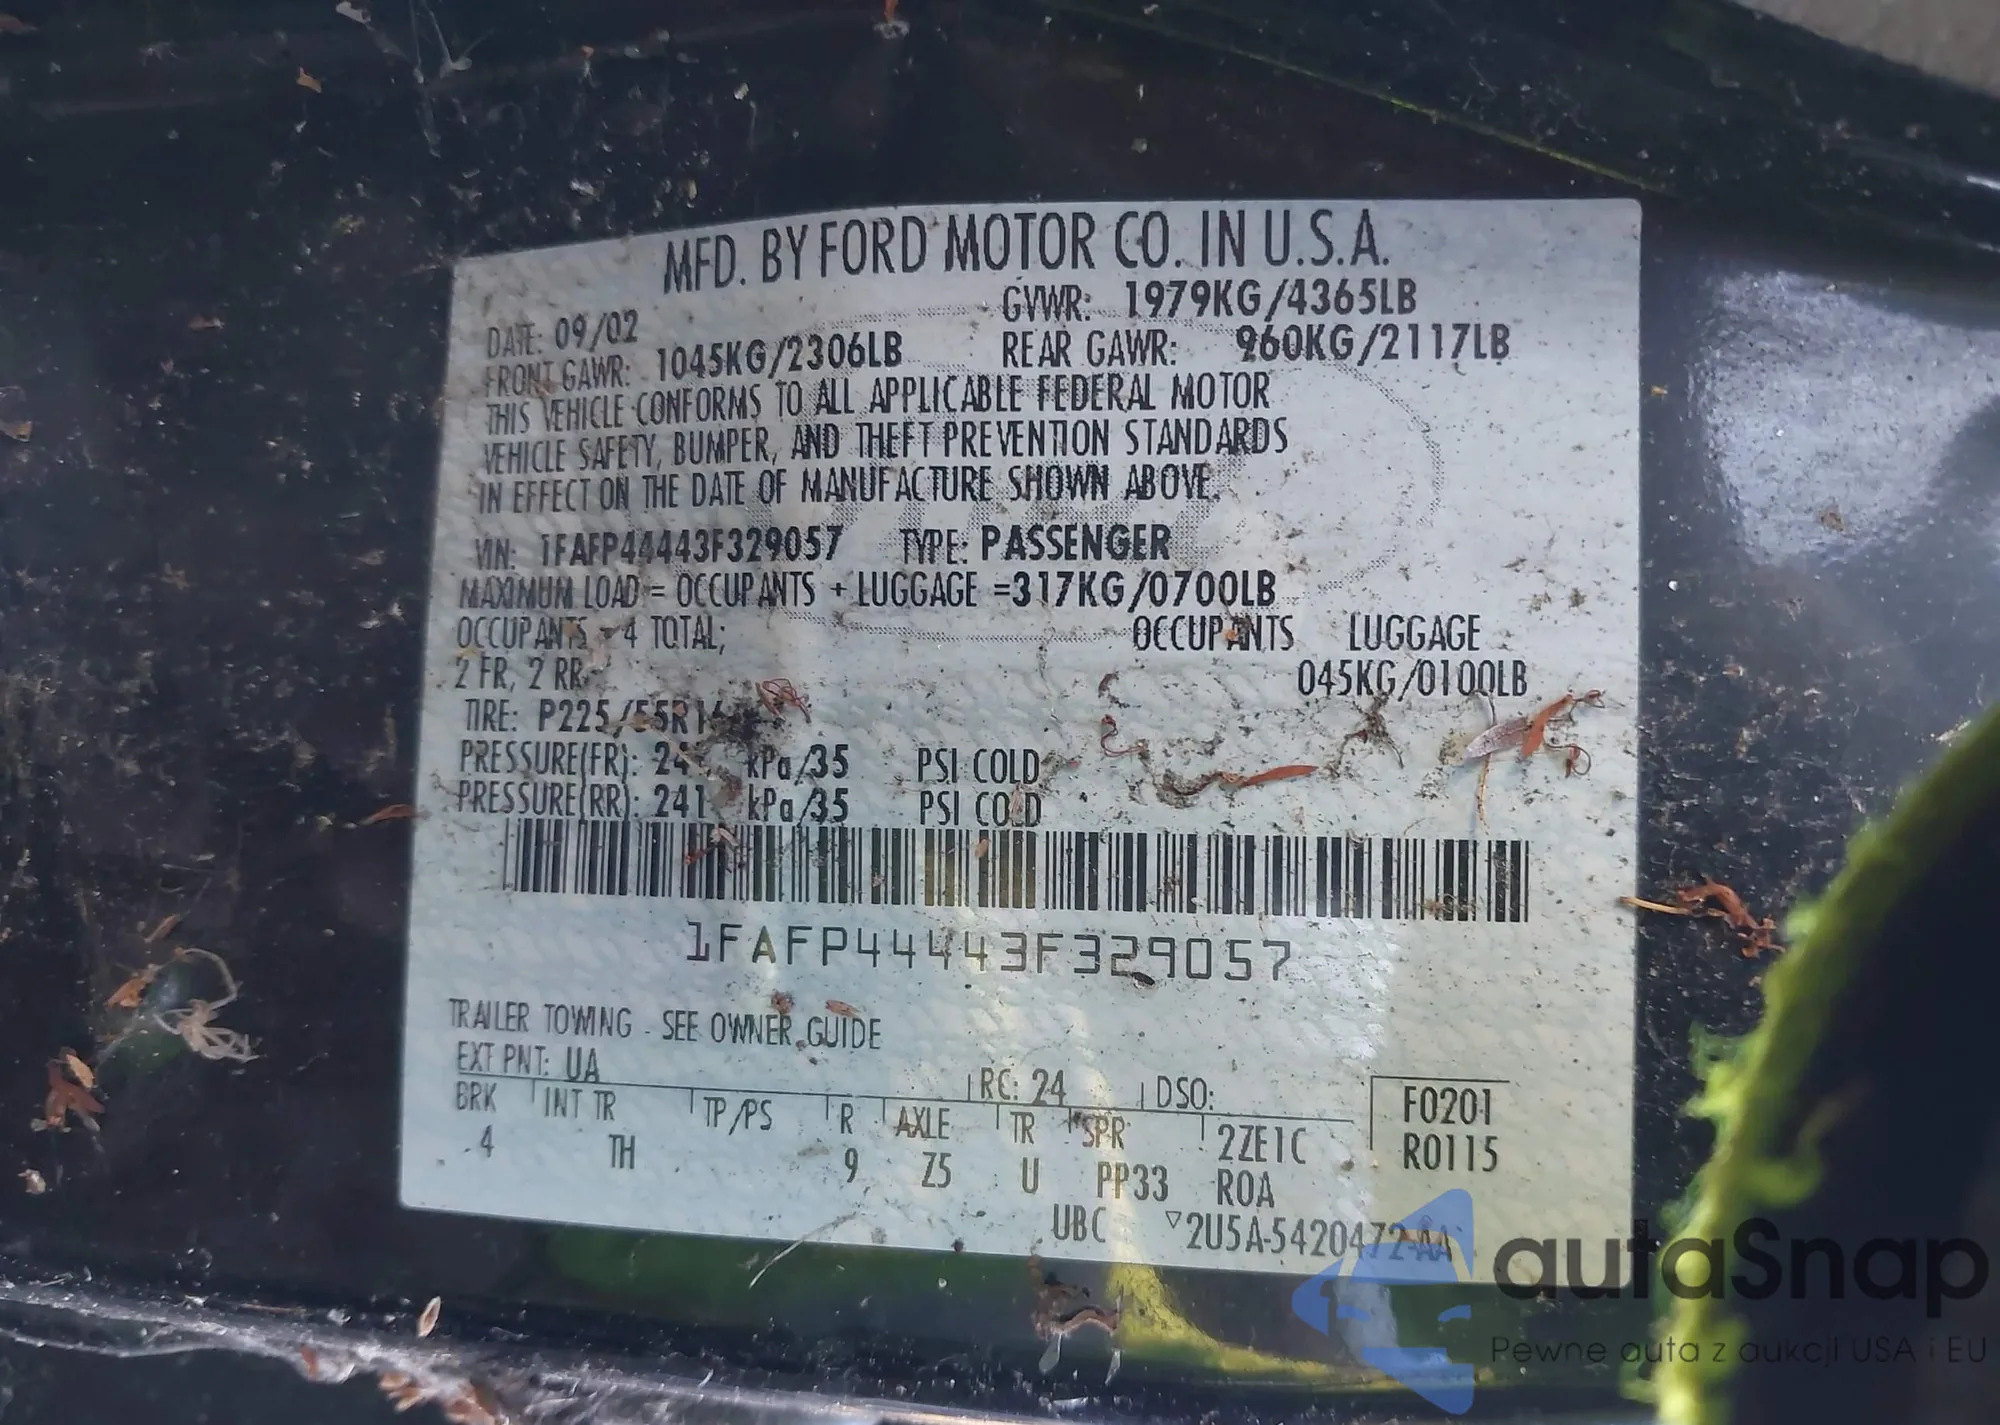 MFD. BY FORD MOTOR CO. IN U.S.A.
DATE: 09/02 GVWR: 1979KG/4365LB
FRONT GAWR: 1045KG/2306LB REAR GAWR: 960KG/2117LB
THIS VEHICLE CONFORMS TO ALL APPLICABLE FEDERAL MOTOR
VEHICLE SAFETY, BUMPER, AND THEFT PREVENTION STANDARDS
IN EFFECT ON THE DATE OF MANUFACTURE SHOWN ABOVE.
VIN: 1FAFP44443F329057 TYPE: PASSENGER
MAXIMUM LOAD = OCCUPANTS + LUGGAGE =317KG/0700LB
OCCUPANTS = 4 TOTAL; OCCUPANTS LUGGAGE
2 FR, 2 RR 045KG/0100LB
TIRE:
PRESSURE(FR): kPa/35 PSI COLD
PRESSURE(RR): 241 kPa/35 PSI COLD
1FAFP44443F329057
TRAILER TOWING - SEE OWNER GUIDE
EXT PNT: UA RC: 24 DSO: F0201
BRK INT TR TP/PS R AXLE TR SPR 2ZE1C R0115
4 TH 9 Z5 U PP33 ROA
UBC ▽2U5A-5420472-AA
autaSnap
Pewne auta z aukcji USA i EU